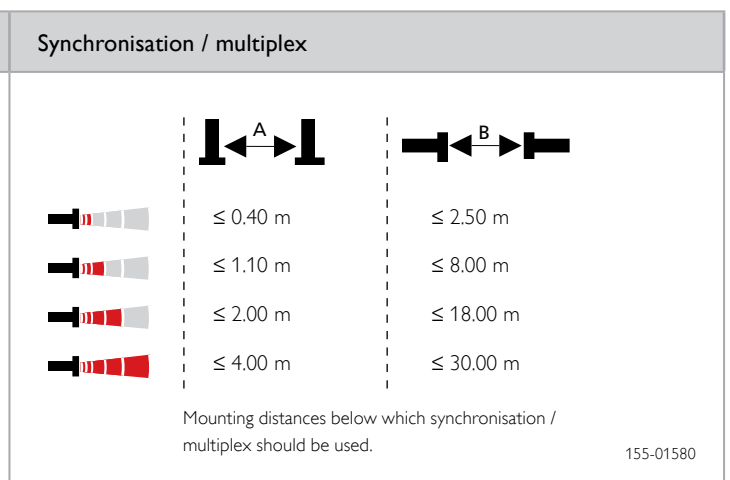 Synchronisation / multiplex
A
B
≤ 0.40 m
≤ 2.50 m
≤ 1.10 m
≤ 8.00 m
≤ 2.00 m
≤ 18.00 m
≤ 4.00 m
≤ 30.00 m
Mounting distances below which synchronisation /
multiplex should be used.
155-01580